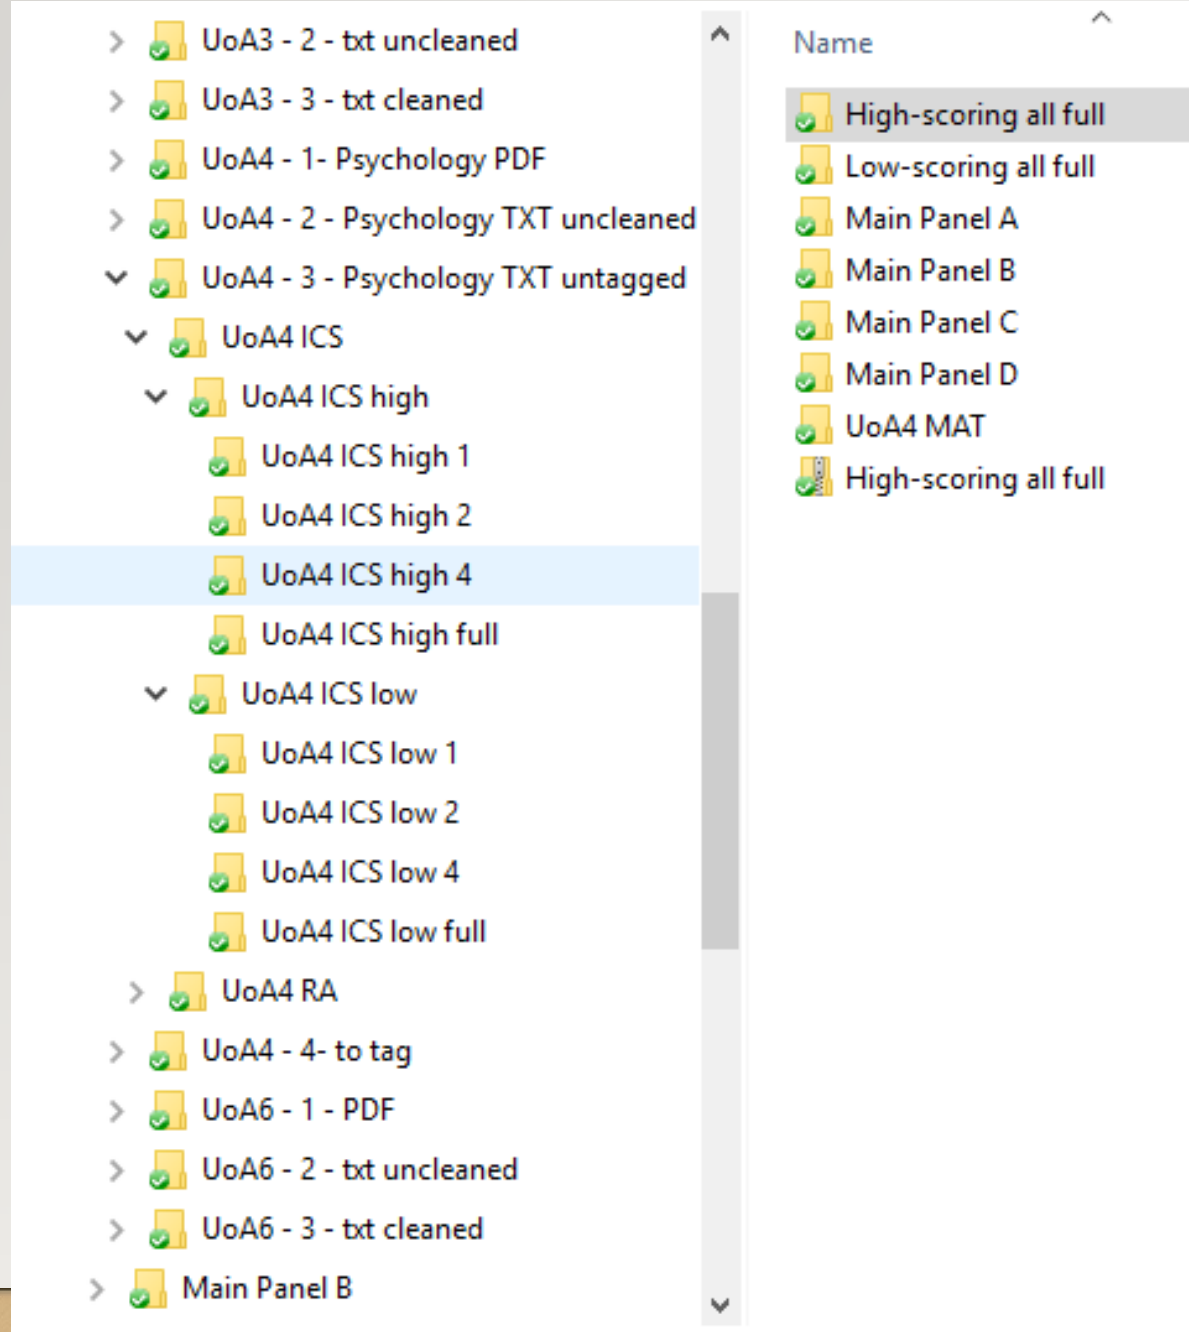 UoA3 - 2 - txt uncleaned
UoA3 - 3 - txt cleaned
UoA4 - 1- Psychology PDF
UoA4 - 2 - Psychology TXT uncleaned
UoA4 - 3 - Psychology TXT untagged
UoA4 ICS
UoA4 ICS high
UoA4 ICS high 1
UoA4 ICS high 2
UoA4 ICS high 4
UoA4 ICS high full
UoA4 ICS low
UoA4 ICS low 1
UoA4 ICS low 2
UoA4 ICS low 4
UoA4 ICS low full
UoA4 RA
UoA4 - 4- to tag
UoA6 - 1 - PDF
UoA6 - 2 - txt uncleaned
UoA6 - 3 - txt cleaned
Main Panel B
Name
High-scoring all full
Low-scoring all full
Main Panel A
Main Panel B
Main Panel C
Main Panel D
UoA4 MAT
High-scoring all full